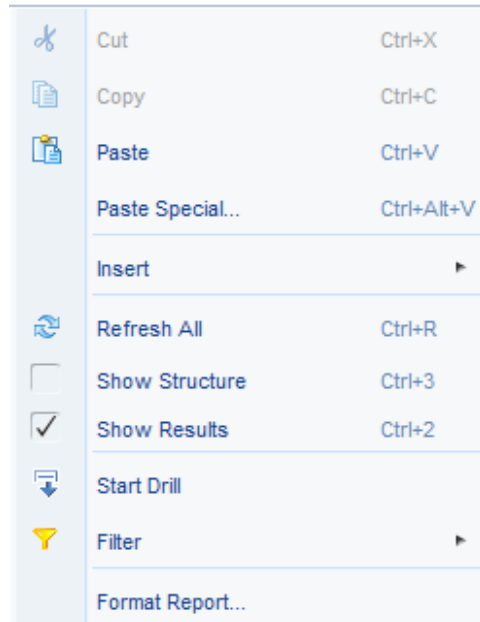 Cut Ctrl+X
Copy Ctrl+C
Paste Ctrl+V
Paste Special... Ctrl+Alt+V
Insert
Refresh All Ctrl+R
Show Structure Ctrl+3
Show Results Ctrl+2
Start Drill
Filter
Format Report...